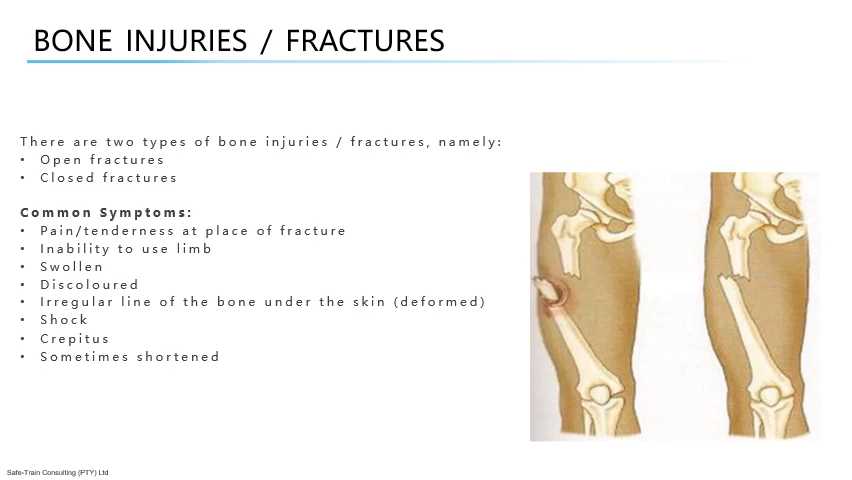 BONE INJURIES / FRACTURES
There are two types of bone injuries / fractures, namely:
• Open fractures
• Closed fractures
Common Symptoms:
• Pain/tenderness at place of fracture
• Inability to use limb
• Swollen
• Discoloured
• Irregular line of the bone under the skin (deformed)
• Shock
• Crepitus
• Sometimes shortened
Safe-Train Consulting (PTY) Ltd